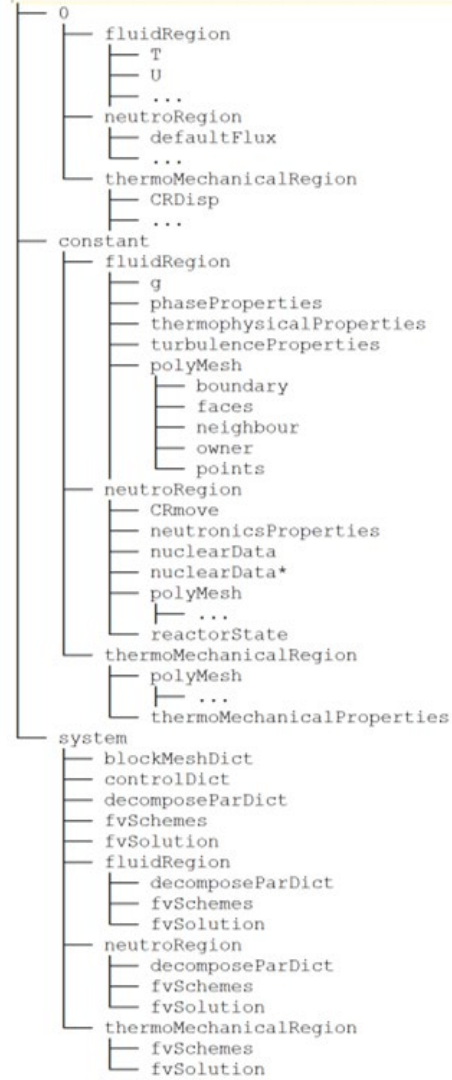 0
fluidRegion
T
U
...
neutroRegion
defaultFlux
...
thermoMechanicalRegion
CRDisp
...
constant
fluidRegion
g
phaseProperties
thermophysicalProperties
turbulenceProperties
polyMesh
boundary
faces
neighbour
owner
points
neutroRegion
CRmove
neutronicsProperties
nuclearData
nuclearData*
polyMesh
...
reactorState
thermoMechanicalRegion
polyMesh
...
thermoMechanicalProperties
system
blockMeshDict
controlDict
decomposeParDict
fvSchemes
fvSolution
fluidRegion
decomposeParDict
fvSchemes
fvSolution
neutroRegion
decomposeParDict
fvSchemes
fvSolution
thermoMechanicalRegion
fvSchemes
fvSolution